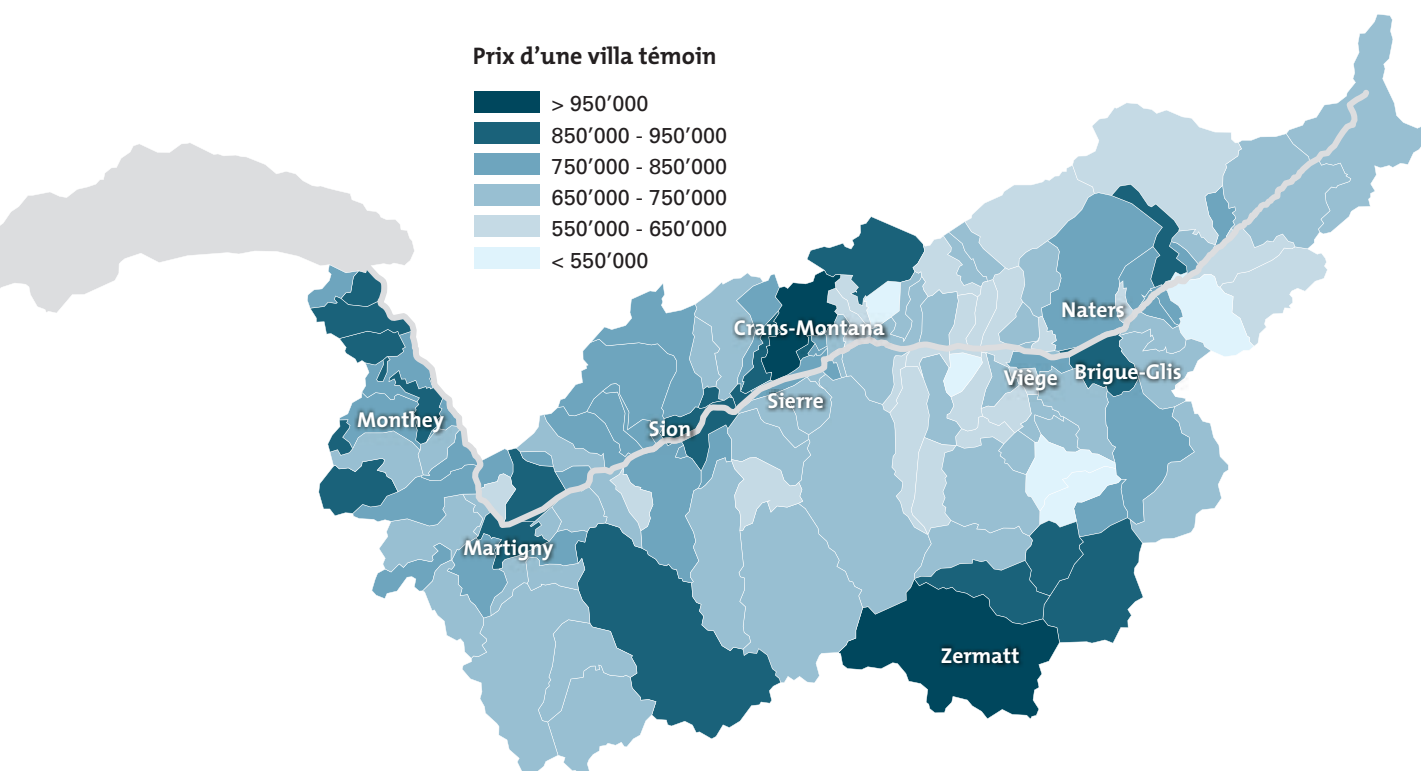 Prix d’une villa témoin
> 950’000
850’000 - 950’000
750’000 - 850’000
650’000 - 750’000
550’000 - 650’000
< 550’000
Naters
Crans-Montana
Viège
Brigue-Glis
Sierre
Monthey
Sion
Martigny
Zermatt